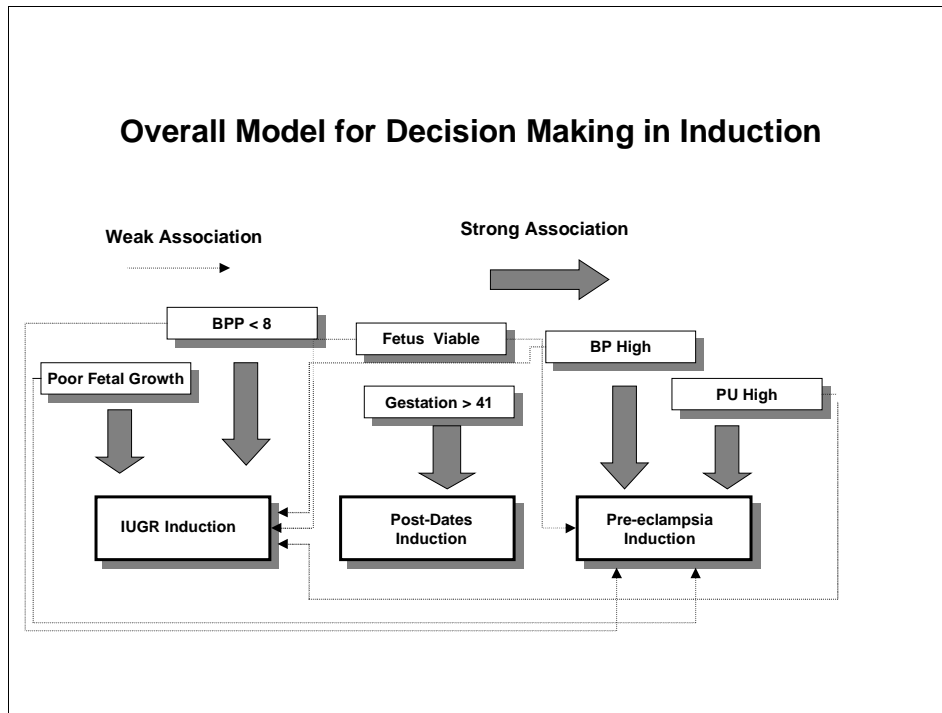 Overall Model for Decision Making in Induction
Weak Association
Strong Association
BPP < 8
Fetus Viable
BP High
Poor Fetal Growth
PU High
Gestation > 41
IUGR Induction
Post-Dates
Induction
Pre-eclampsia
Induction